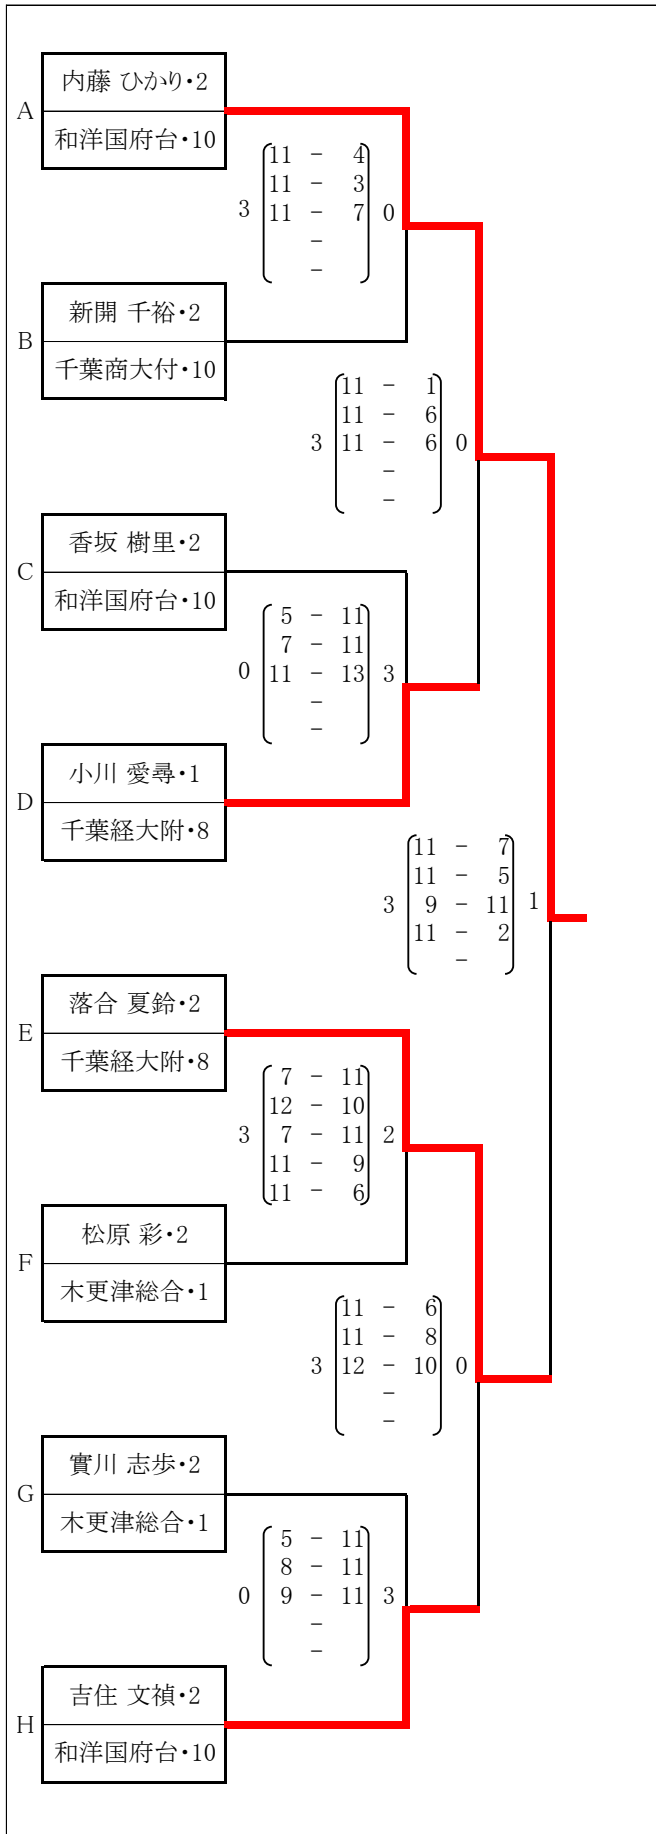 内藤 ひかり・2
A
和洋国府台・10
11 - 4
11 - 3
3 11 - 7 0
-
-
新開 千裕・2
B
千葉商大付・10
11 - 1
11 - 6
3 11 - 6 0
-
-
香坂 樹里・2
C
和洋国府台・10
5 - 11
7 - 11
0 11 - 13 3
-
-
小川 愛尋・1
D
千葉経大附・8
11 - 7
11 - 5
3 9 - 11 1
11 - 2
-
落合 夏鈴・2
E
千葉経大附・8
7 - 11
12 - 10
3 7 - 11 2
11 - 9
11 - 6
松原 彩・2
F
木更津総合・1
11 - 6
11 - 8
3 12 - 10 0
-
-
實川 志歩・2
G
木更津総合・1
5 - 11
8 - 11
0 9 - 11 3
-
-
吉住 文禎・2
H
和洋国府台・10